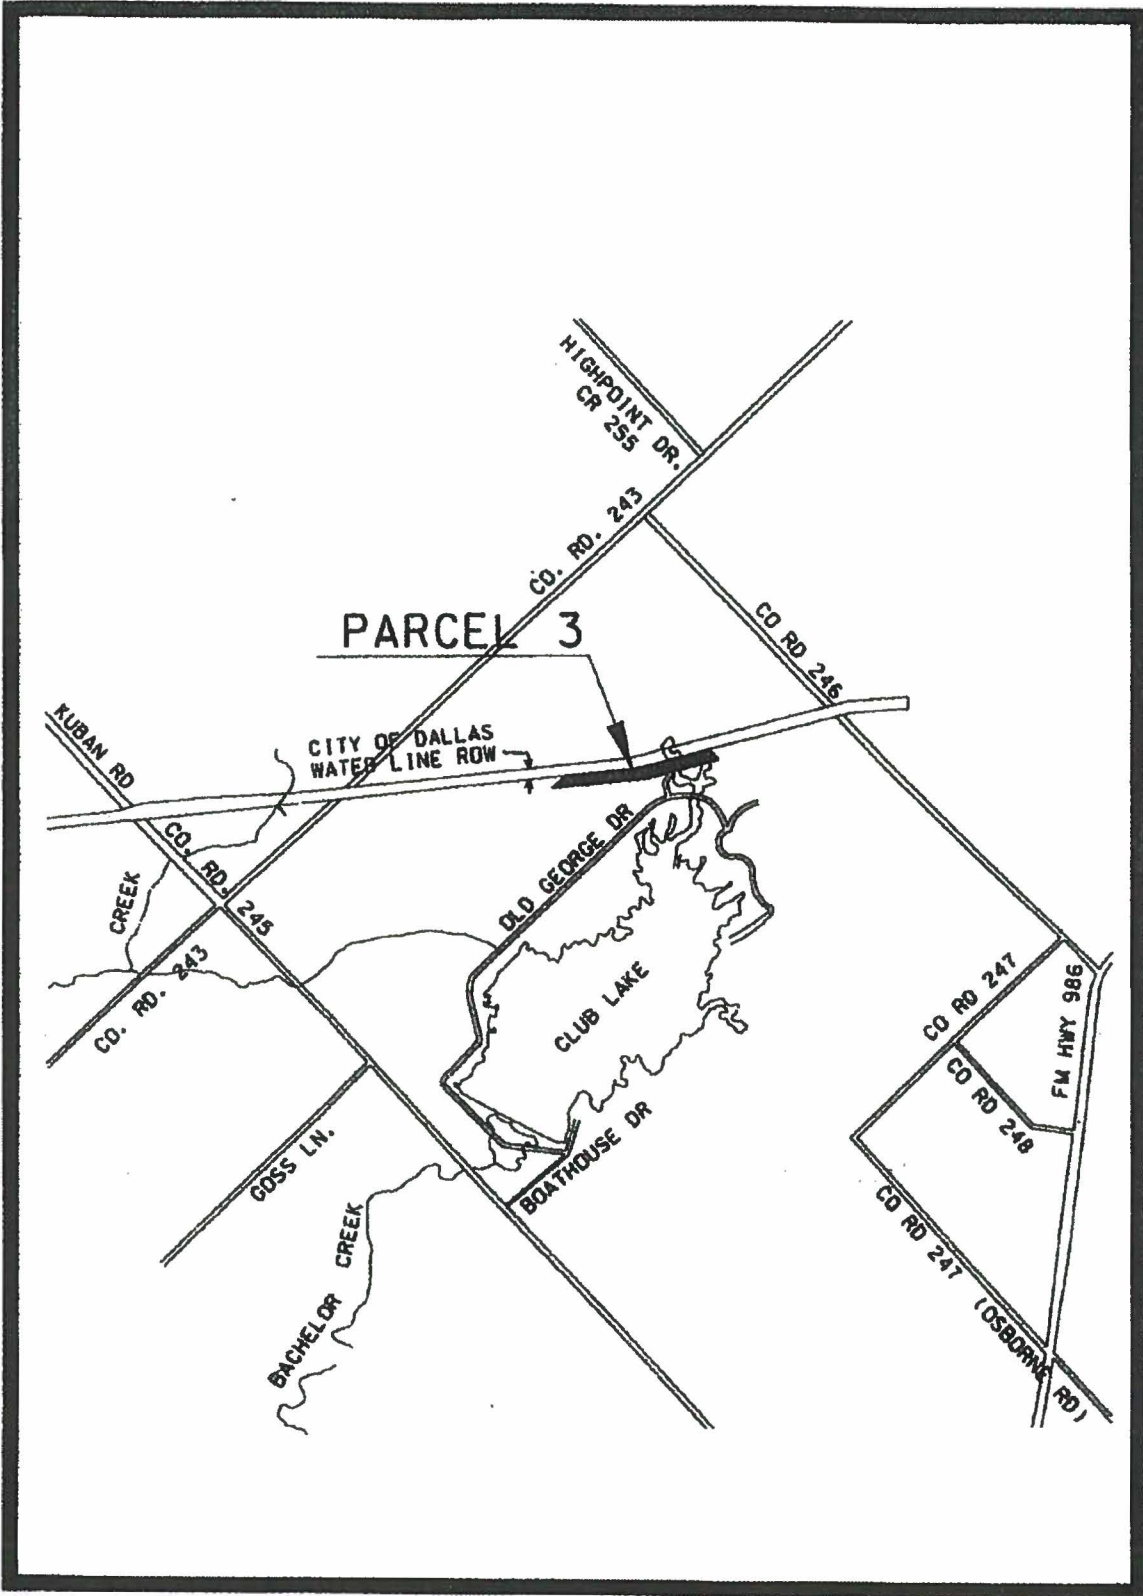 HIGHPOINT DR.
CR 255
CO. RD. 243
PARCEL 3
CO RD 246
KUBAN RD
CITY OF DALLAS
WATER LINE ROW
CO. RD. 245
CREEK
OLD GEORGE DR
CO. RD. 243
CLUB LAKE
CO RD 247
FM HWY 986
CO RD 248
GOSS LN.
BOATHOUSE DR
BACHELOR CREEK
CO RD 247 (OSBORNE RD)